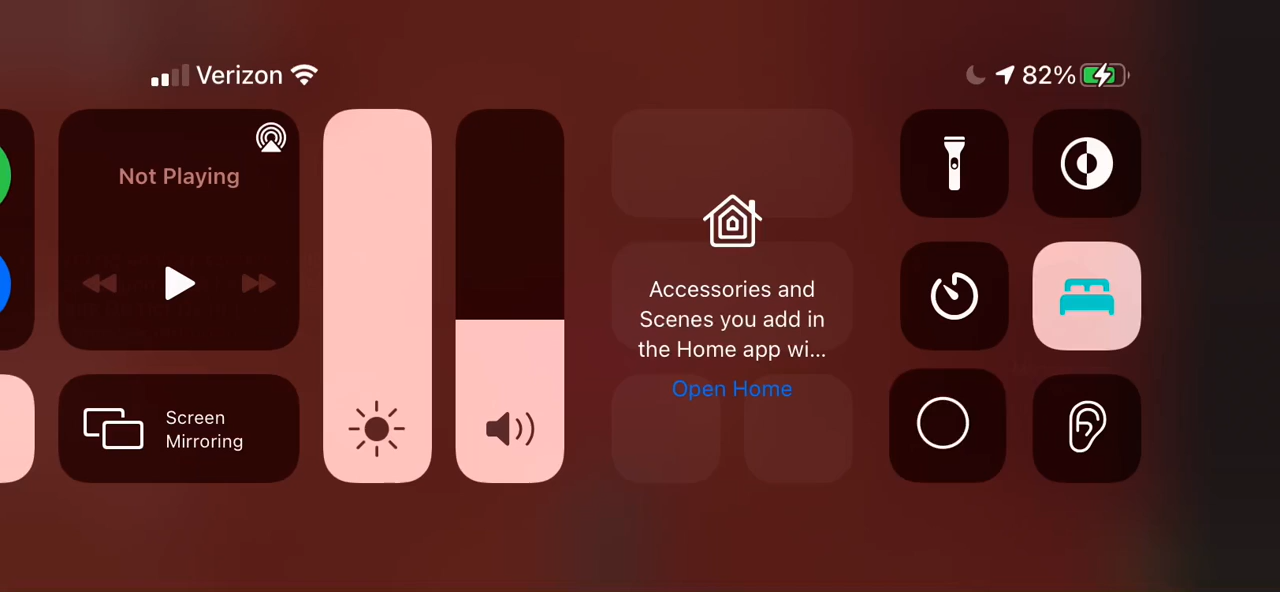 Verizon
82%
Not Playing
Screen
Mirroring
Accessories and
Scenes you add in
the Home app wi...
Open Home